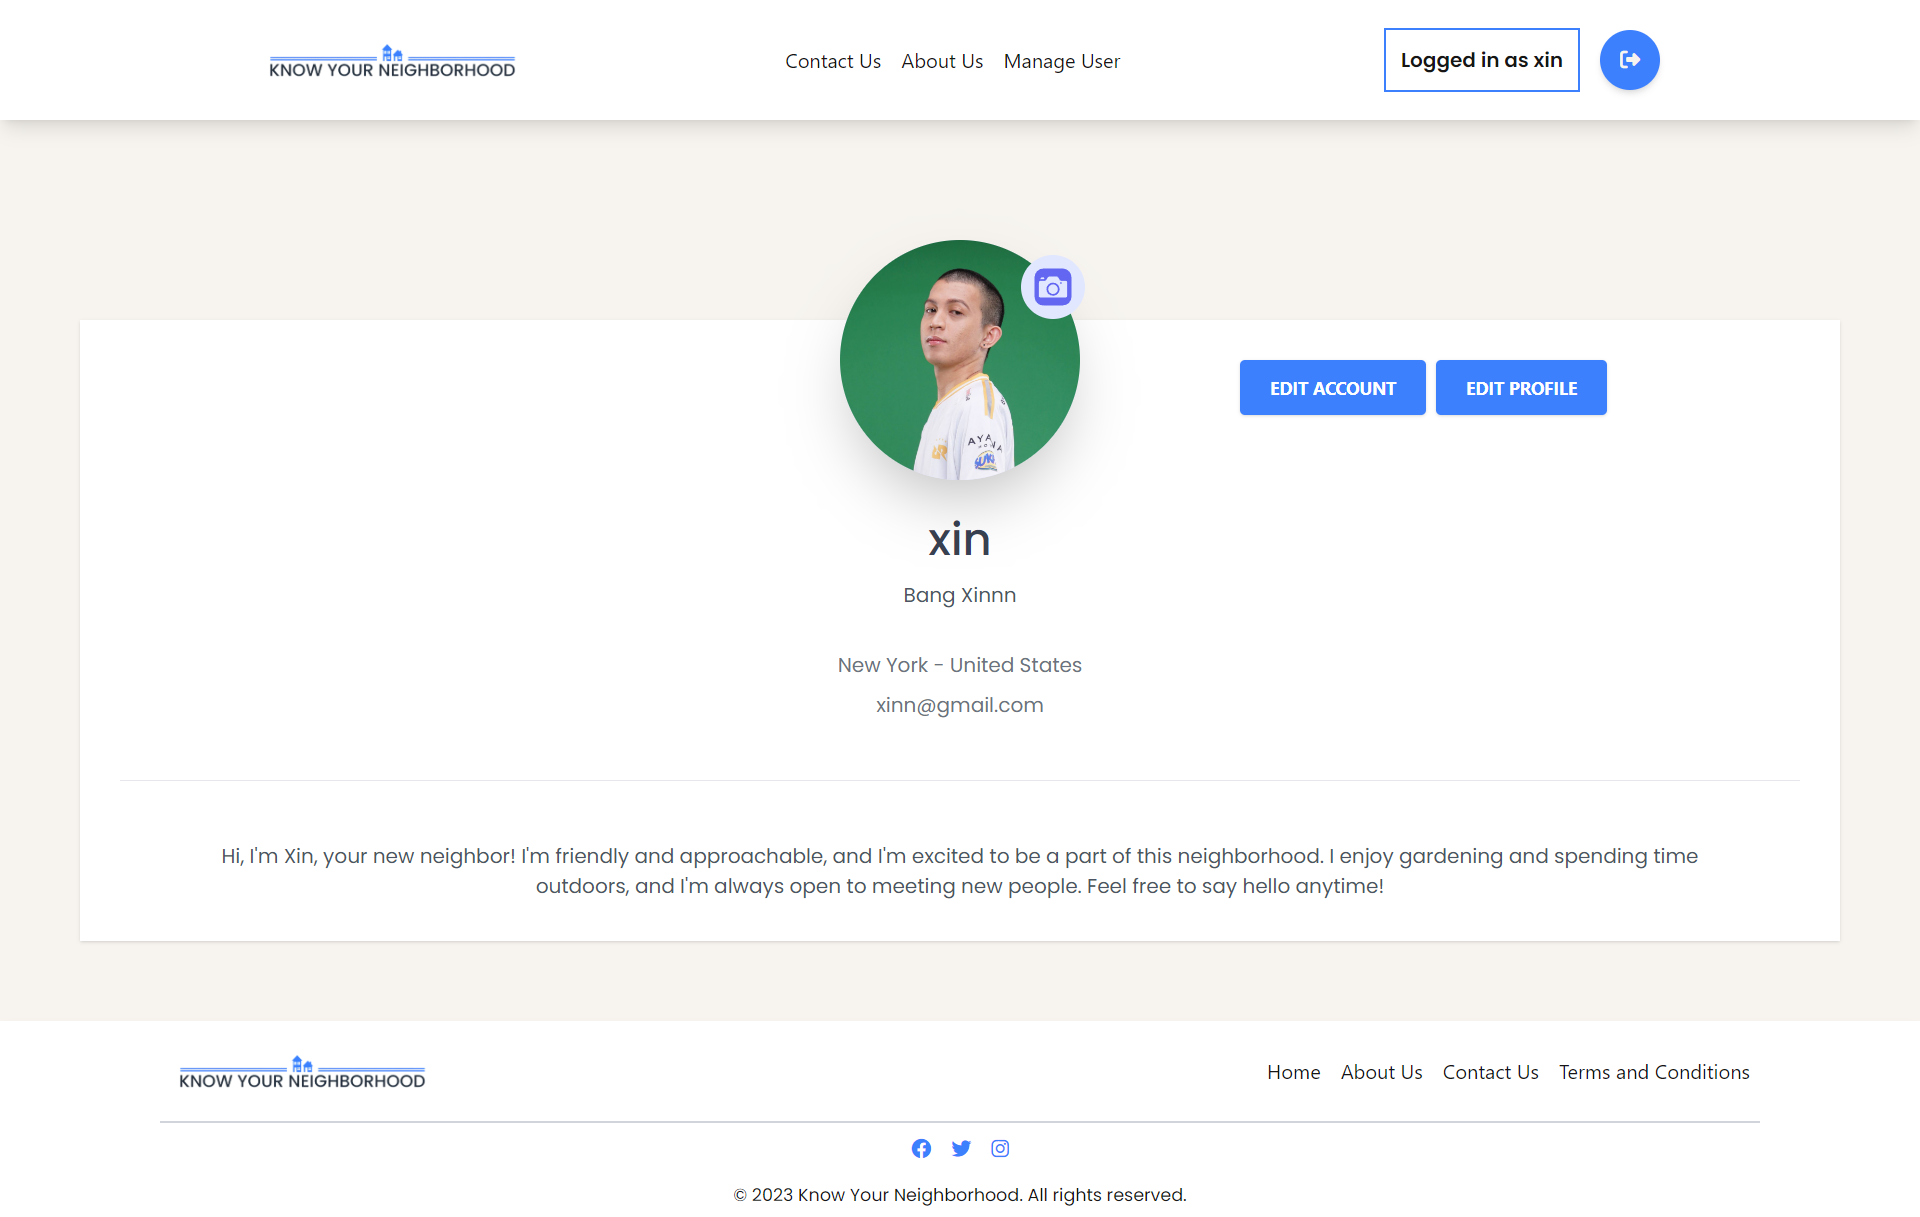 KNOW YOUR NEIGHBORHOOD
Contact Us About Us Manage User
Logged in as xin
AYANA
EDIT ACCOUNT EDIT PROFILE
xin
Bang Xinnn
New York - United States
xinn@gmail.com
Hi, I'm Xin, your new neighbor! I'm friendly and approachable, and I'm excited to be a part of this neighborhood. I enjoy gardening and spending time
outdoors, and I'm always open to meeting new people. Feel free to say hello anytime!
KNOW YOUR NEIGHBORHOOD
Home About Us Contact Us Terms and Conditions
© 2023 Know Your Neighborhood. All rights reserved.